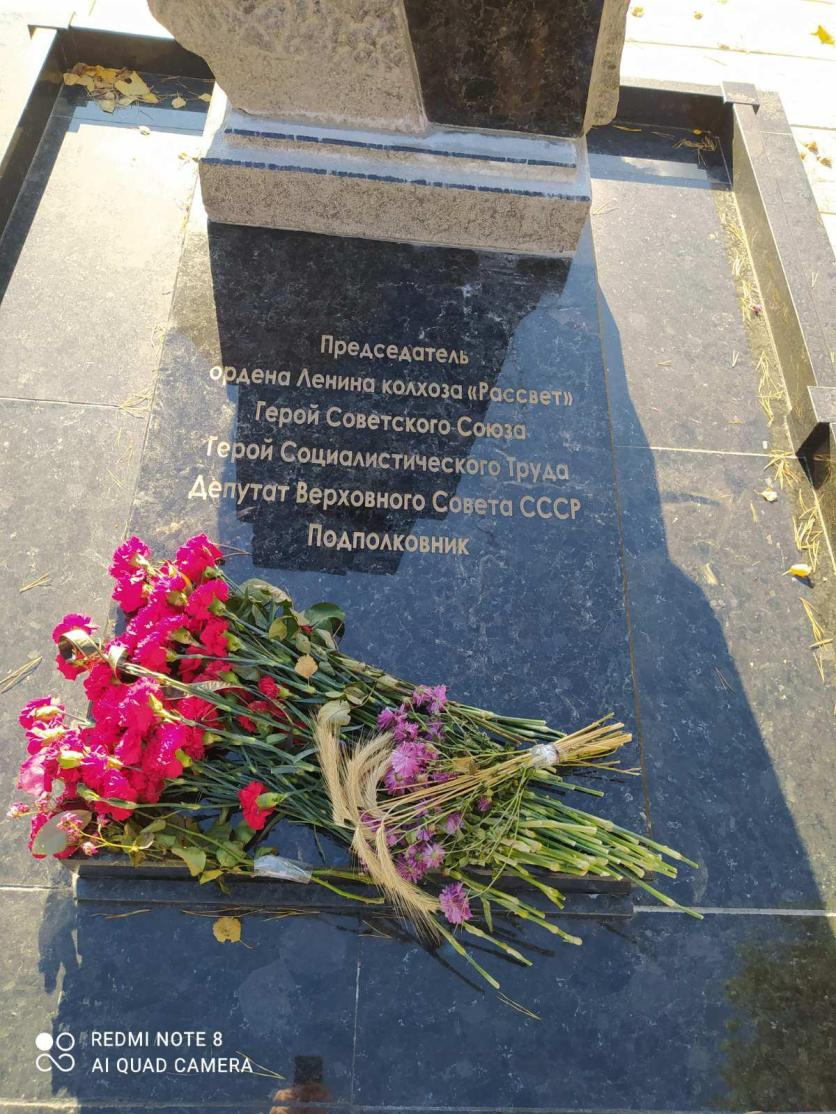 Председатель
ордена Ленина колхоза «Рассвет»
Герой Советского Союза
Герой Социалистического Труда
Депутат Верховного Совета СССР
Подполковник
REDMI NOTE 8
AI QUAD CAMERA